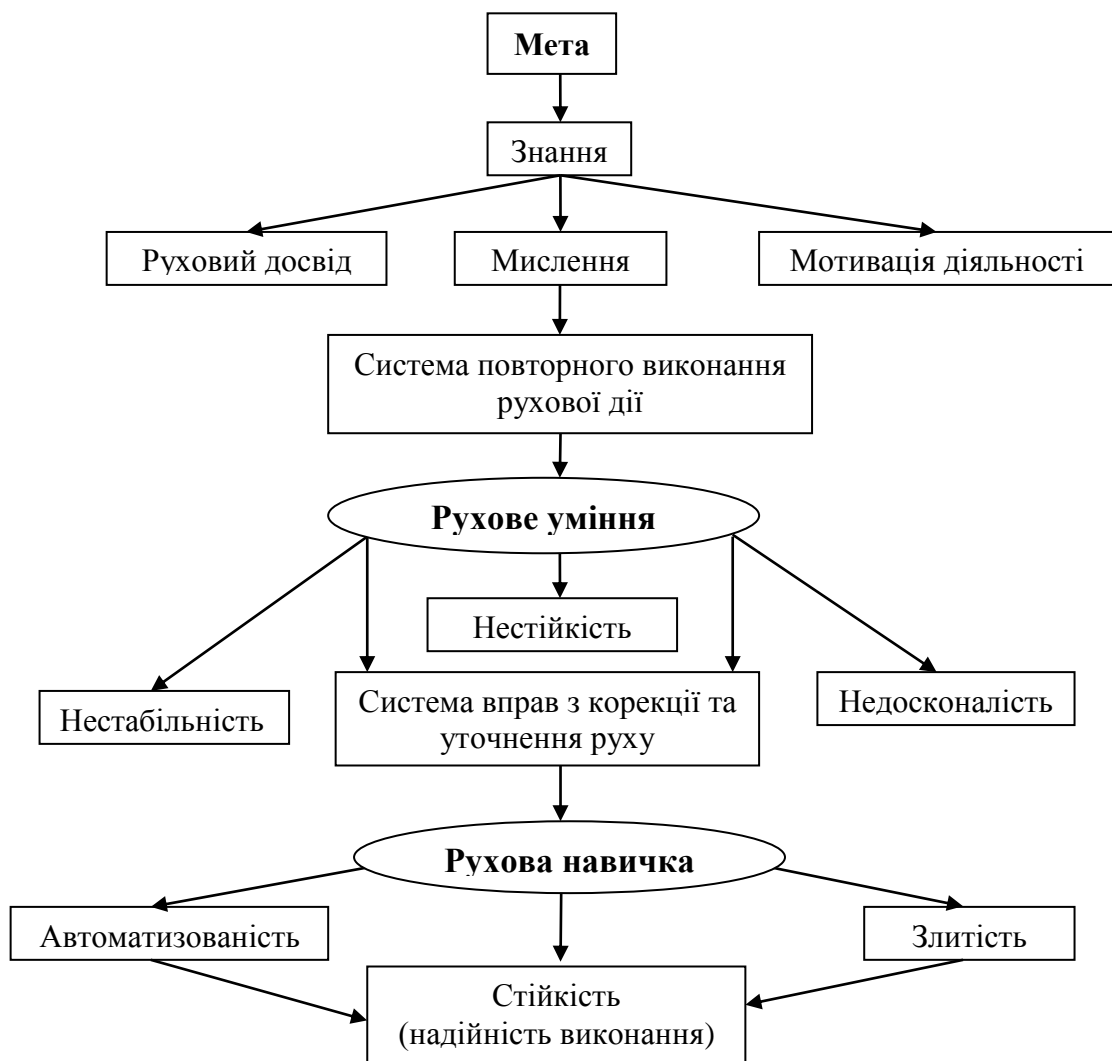 Мета
Знання
Руховий досвід
Мислення
Мотивація діяльності
Система повторного виконання
рухової дії
Рухове уміння
Нестійкість
Нестабільність
Система вправ з корекції та
уточнення руху
Недосконалість
Рухова навичка
Автоматизованість
Злитість
Стійкість
(надійність виконання)